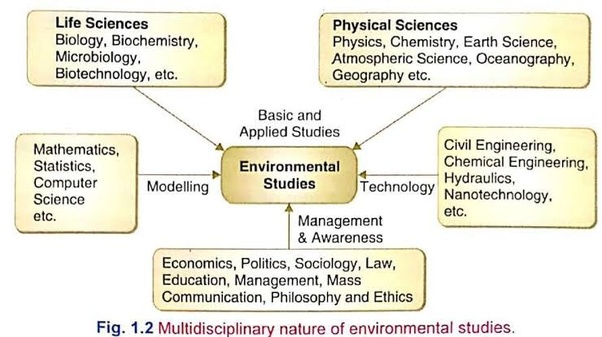 Life Sciences
Biology, Biochemistry,
Microbiology,
Biotechnology, etc.
Physical Sciences
Physics, Chemistry, Earth Science,
Atmospheric Science, Oceanography,
Geography etc.
Basic and
Applied Studies
Mathematics,
Statistics,
Computer
Science
etc.
Modelling
Environmental
Studies
Technology
Civil Engineering,
Chemical Engineering,
Hydraulics,
Nanotechnology,
etc.
Management
& Awareness
Economics, Politics, Sociology, Law,
Education, Management, Mass
Communication, Philosophy and Ethics
Fig. 1.2 Multidisciplinary nature of environmental studies.